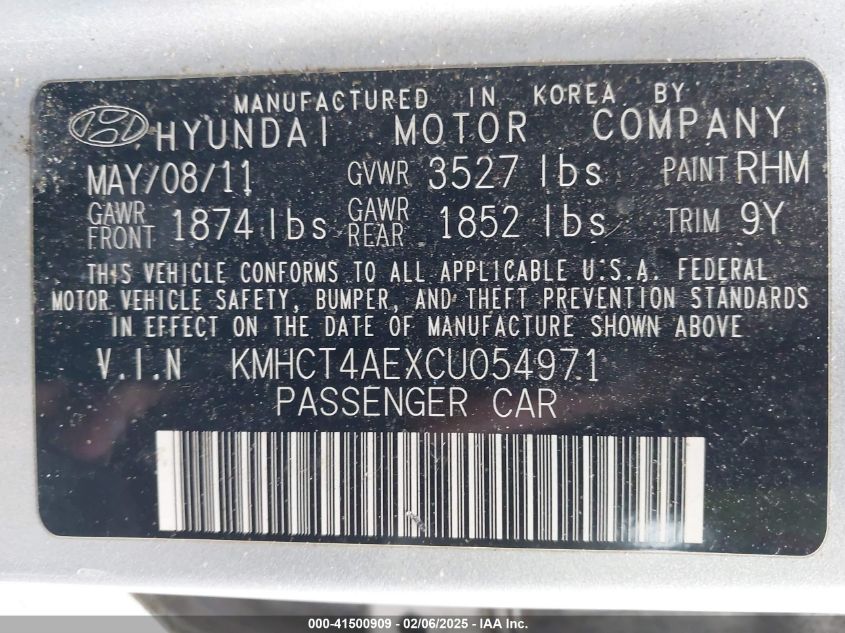 MANUFACTURED IN KOREA BY
HYUNDAI MOTOR COMPANY
MAY/08/11 GVWR 3527 lbs PAINT RHM
GAWR FRONT 1874 lbs GAWR REAR 1852 lbs TRIM 9Y
THIS VEHICLE CONFORMS TO ALL APPLICABLE U.S.A. FEDERAL
MOTOR VEHICLE SAFETY, BUMPER, AND THEFT PREVENTION STANDARDS
IN EFFECT ON THE DATE OF MANUFACTURE SHOWN ABOVE
V.I.N KMHCT4AEXCU054971
PASSENGER CAR
000-41500909 - 02/06/2025 - IAA Inc.